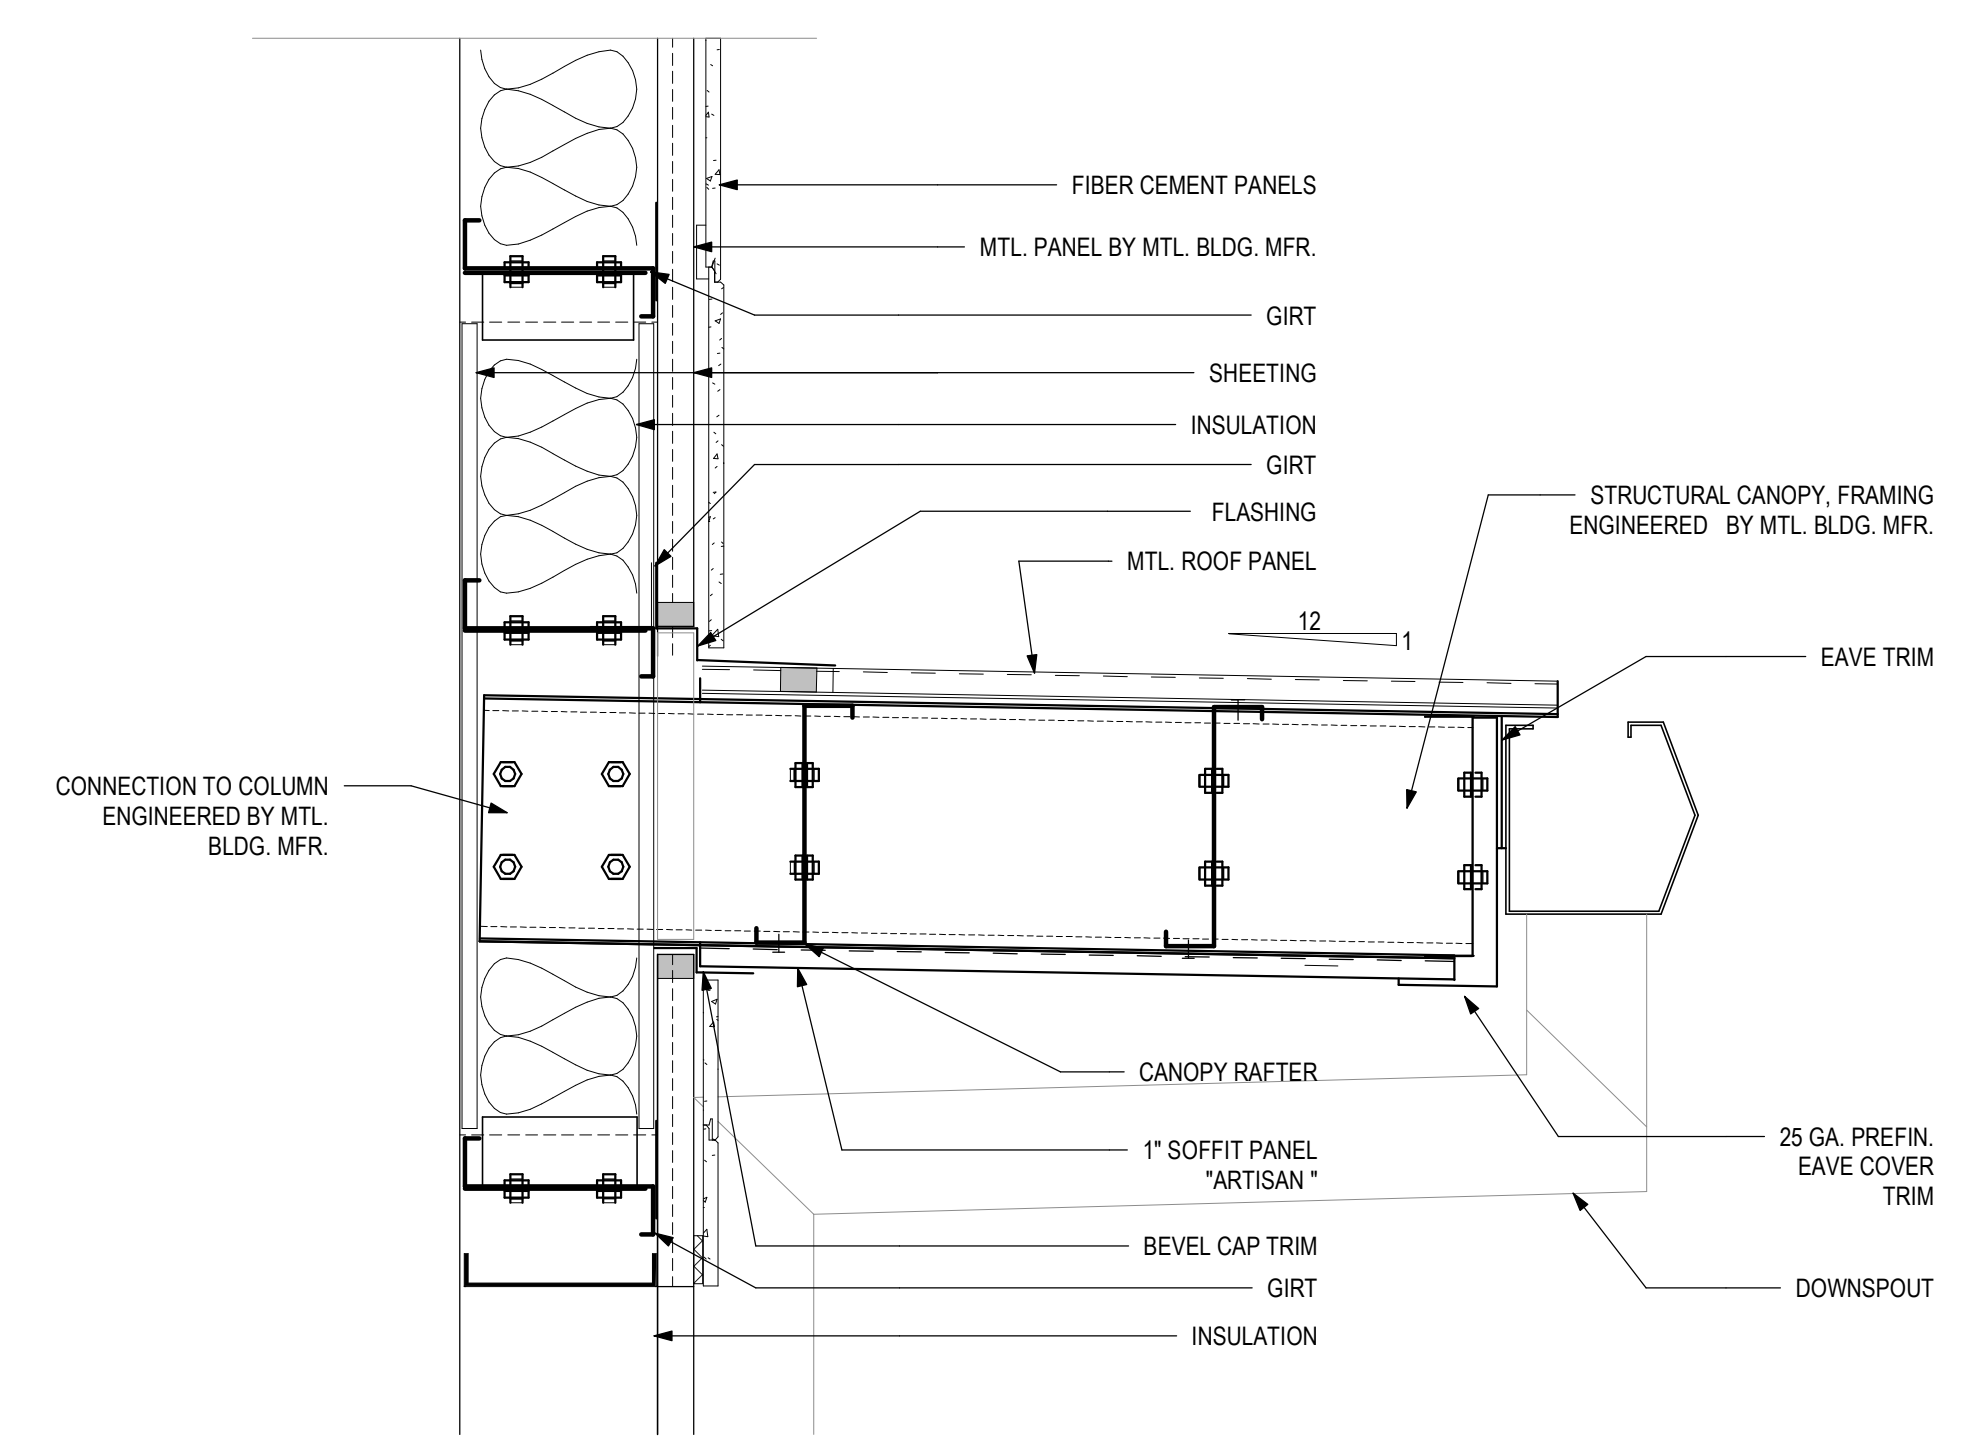 FIBER CEMENT PANELS
MTL. PANEL BY MTL. BLDG. MFR.
GIRT
SHEETING
INSULATION
GIRT
FLASHING
MTL. ROOF PANEL
STRUCTURAL CANOPY, FRAMING
ENGINEERED BY MTL. BLDG. MFR.
12
1
EAVE TRIM
CONNECTION TO COLUMN
ENGINEERED BY MTL.
BLDG. MFR.
CANOPY RAFTER
1" SOFFIT PANEL
"ARTISAN "
25 GA. PREFIN.
EAVE COVER
TRIM
BEVEL CAP TRIM
GIRT
DOWNSPOUT
INSULATION